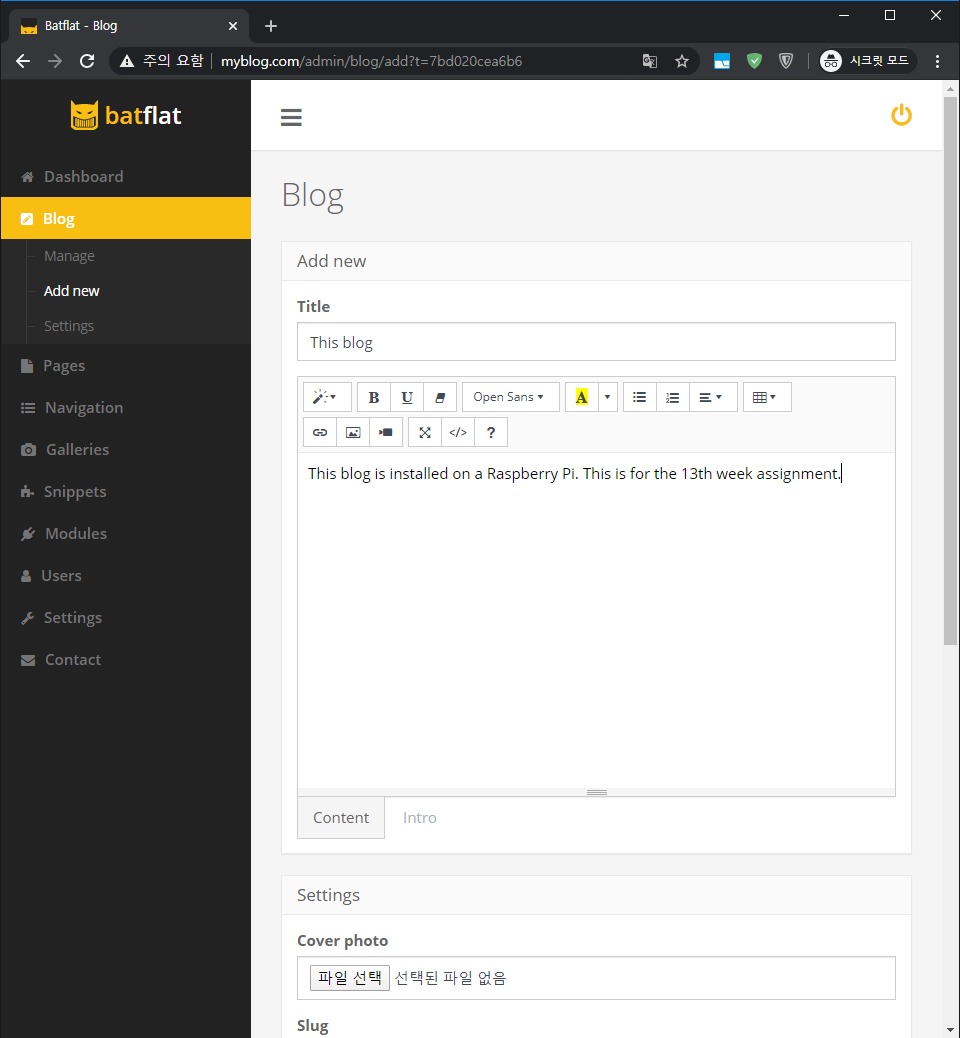 Batflat - Blog
주의 요함 myblog.com/admin/blog/add?t=7bd020cea6b6 시크릿 모드
batflat
Dashboard
Blog
Manage
Add new
Settings
Pages
Navigation
Galleries
Snippets
Modules
Users
Settings
Contact
Blog
Add new
Title
This blog
B U Open Sans A
</> ?
This blog is installed on a Raspberry Pi. This is for the 13th week assignment.
Content Intro
Settings
Cover photo
파일 선택 선택된 파일 없음
Slug